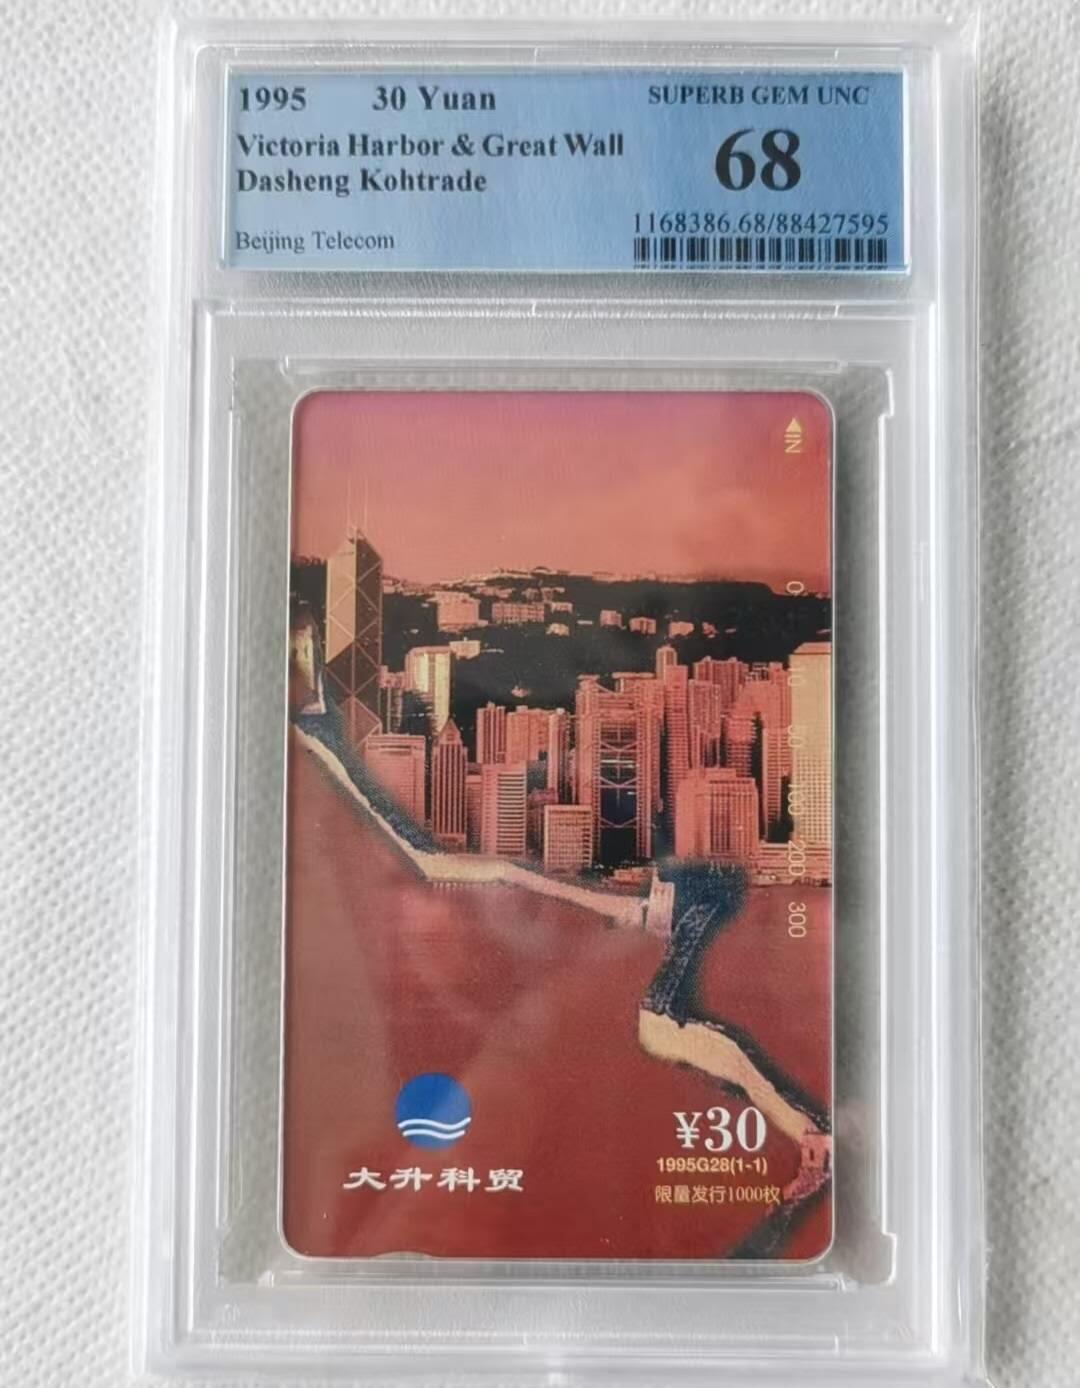 1995 30 Yuan
SUPERB GEM UNC
Victoria Harbor & Great Wall
68
Dasheng Kohtrade
1168386.68/88427595
Beijing Telecom
IN
0
10
50
100
200
300
大升科贸
¥30
1995G28(1-1)
限量发行1000枚